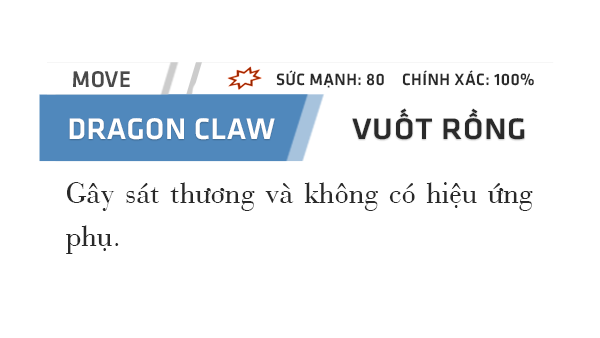 MOVE SỨC MẠNH: 80 CHÍNH XÁC: 100%
DRAGON CLAW VUỐT RỒNG
Gây sát thương và không có hiệu ứng
phụ.